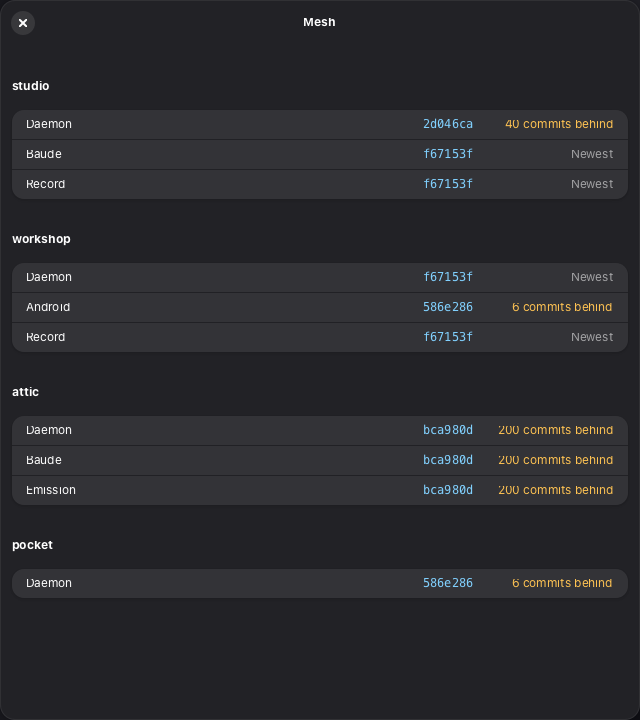 Mesh
studio
Daemon 2d046ca 40 commits behind
Baude f67153f Newest
Record f67153f Newest
workshop
Daemon f67153f Newest
Android 586e286 6 commits behind
Record f67153f Newest
attic
Daemon bca980d 200 commits behind
Baude bca980d 200 commits behind
Emission bca980d 200 commits behind
pocket
Daemon 586e286 6 commits behind